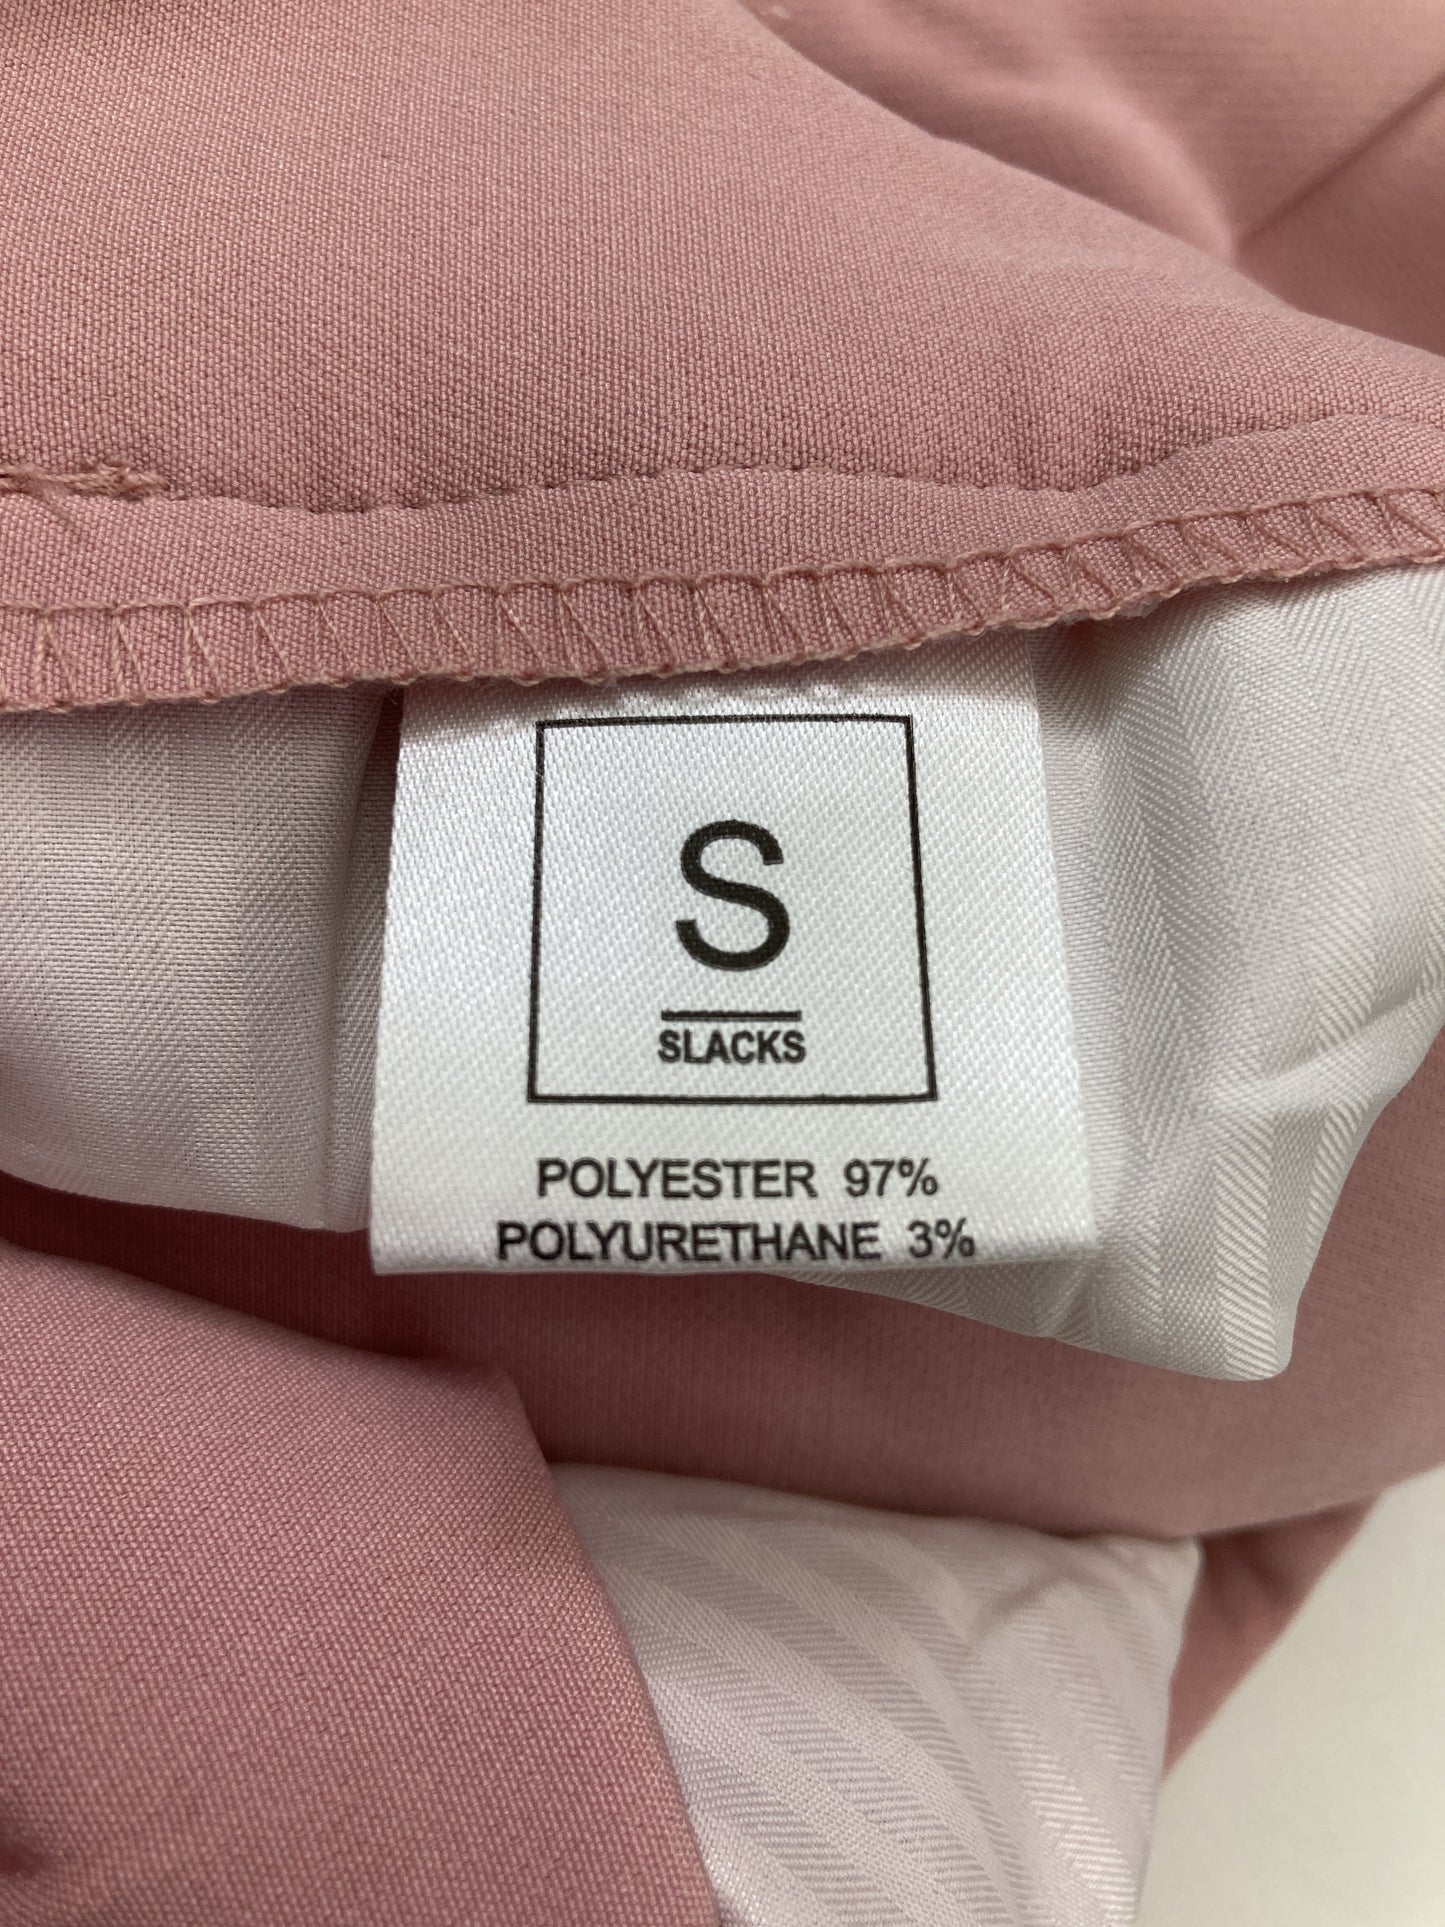 S
SLACKS
POLYESTER 97%
POLYURETHANE 3%